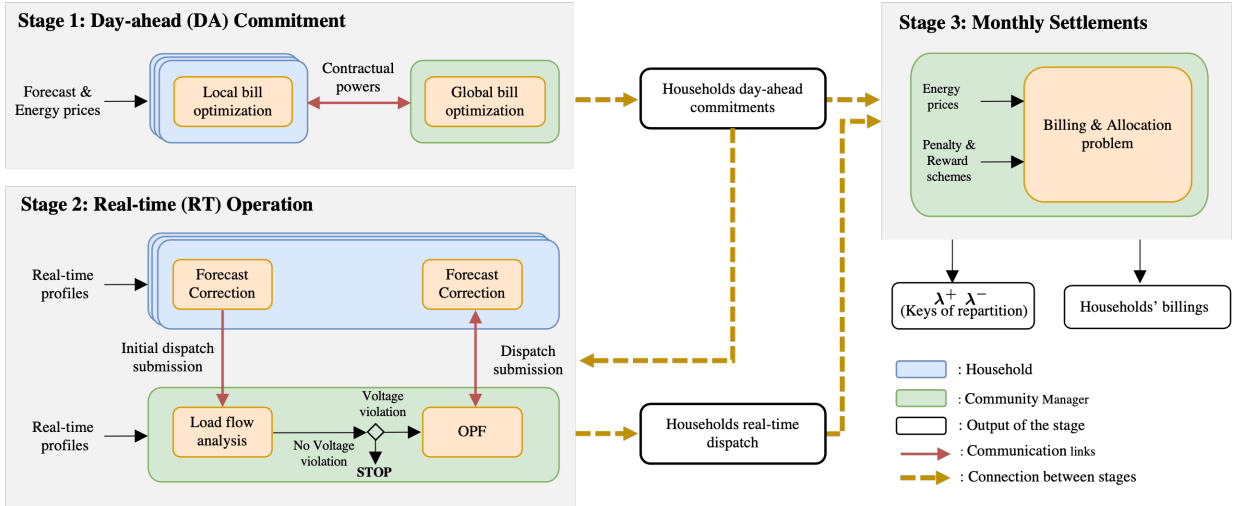 Stage 1: Day-ahead (DA) Commitment
Forecast &
Energy prices
Local bill
optimization
Contractual
powers
Global bill
optimization
Households day-ahead
commitments
Stage 3: Monthly Settlements
Energy
prices
Penalty &
Reward
schemes
Billing & Allocation
problem
Stage 2: Real-time (RT) Operation
Real-time
profiles
Forecast
Correction
Forecast
Correction
Initial dispatch
submission
Dispatch
submission
Real-time
profiles
Load flow
analysis
No Voltage
violation
Voltage
violation
STOP
OPF
Households real-time
dispatch
λ+ λ−
(Keys of repartition)
Households' billings
: Household
: Community Manager
: Output of the stage
: Communication links
: Connection between stages